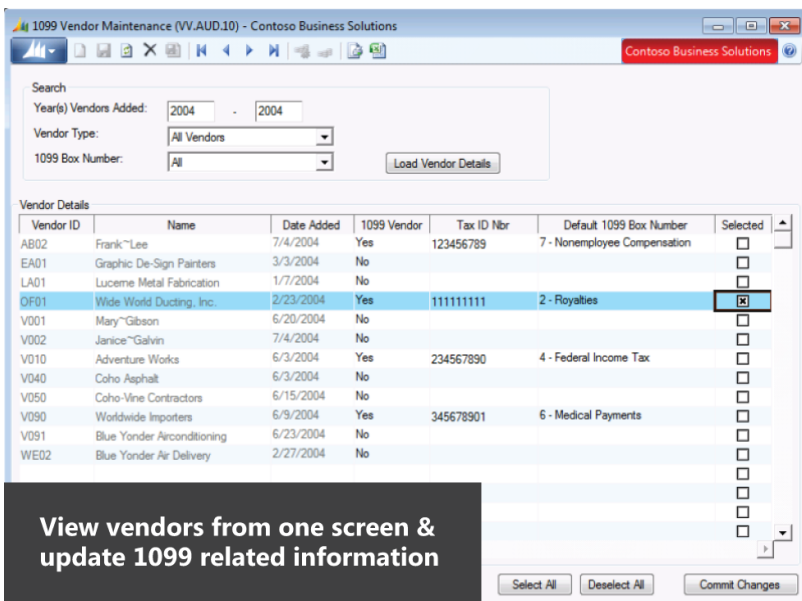 1099 Vendor Maintenance (VV.AUD.10) - Contoso Business Solutions
Contoso Business Solutions
Search
Year(s) Vendors Added: 2004 - 2004
Vendor Type: All Vendors
1099 Box Number: All Load Vendor Details
Vendor Details
Vendor ID Name Date Added 1099 Vendor Tax ID Nbr Default 1099 Box Number Selected
AB02 Frank~Lee 7/4/2004 Yes 123456789 7 - Nonemployee Compensation
EA01 Graphic De-Sign Painters 3/3/2004 No
LA01 Lucerne Metal Fabrication 1/7/2004 No
OF01 Wide World Ducting, Inc. 2/23/2004 Yes 111111111 2 - Royalties
V001 Mary~Gibson 6/20/2004 No
V002 Janice~Galvin 7/4/2004 No
V010 Adventure Works 6/3/2004 Yes 234567890 4 - Federal Income Tax
V040 Coho Asphalt 6/3/2004 No
V050 Coho-Vine Contractors 6/15/2004 No
V090 Worldwide Importers 6/9/2004 Yes 345678901 6 - Medical Payments
V091 Blue Yonder Airconditioning 6/23/2004 No
WE02 Blue Yonder Air Delivery 2/27/2004 No
View vendors from one screen &
update 1099 related information
Select All Deselect All Commit Changes